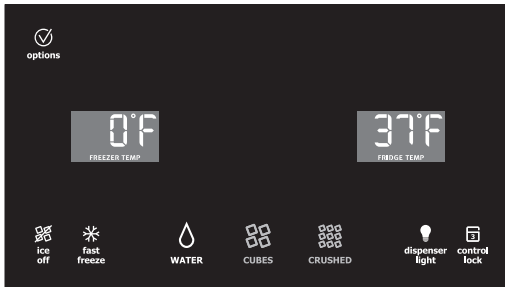 options
0°F
FREEZER TEMP
37°F
FRIDGE TEMP
ice
off
fast
freeze
WATER
CUBES
CRUSHED
dispenser
light
3
control
lock